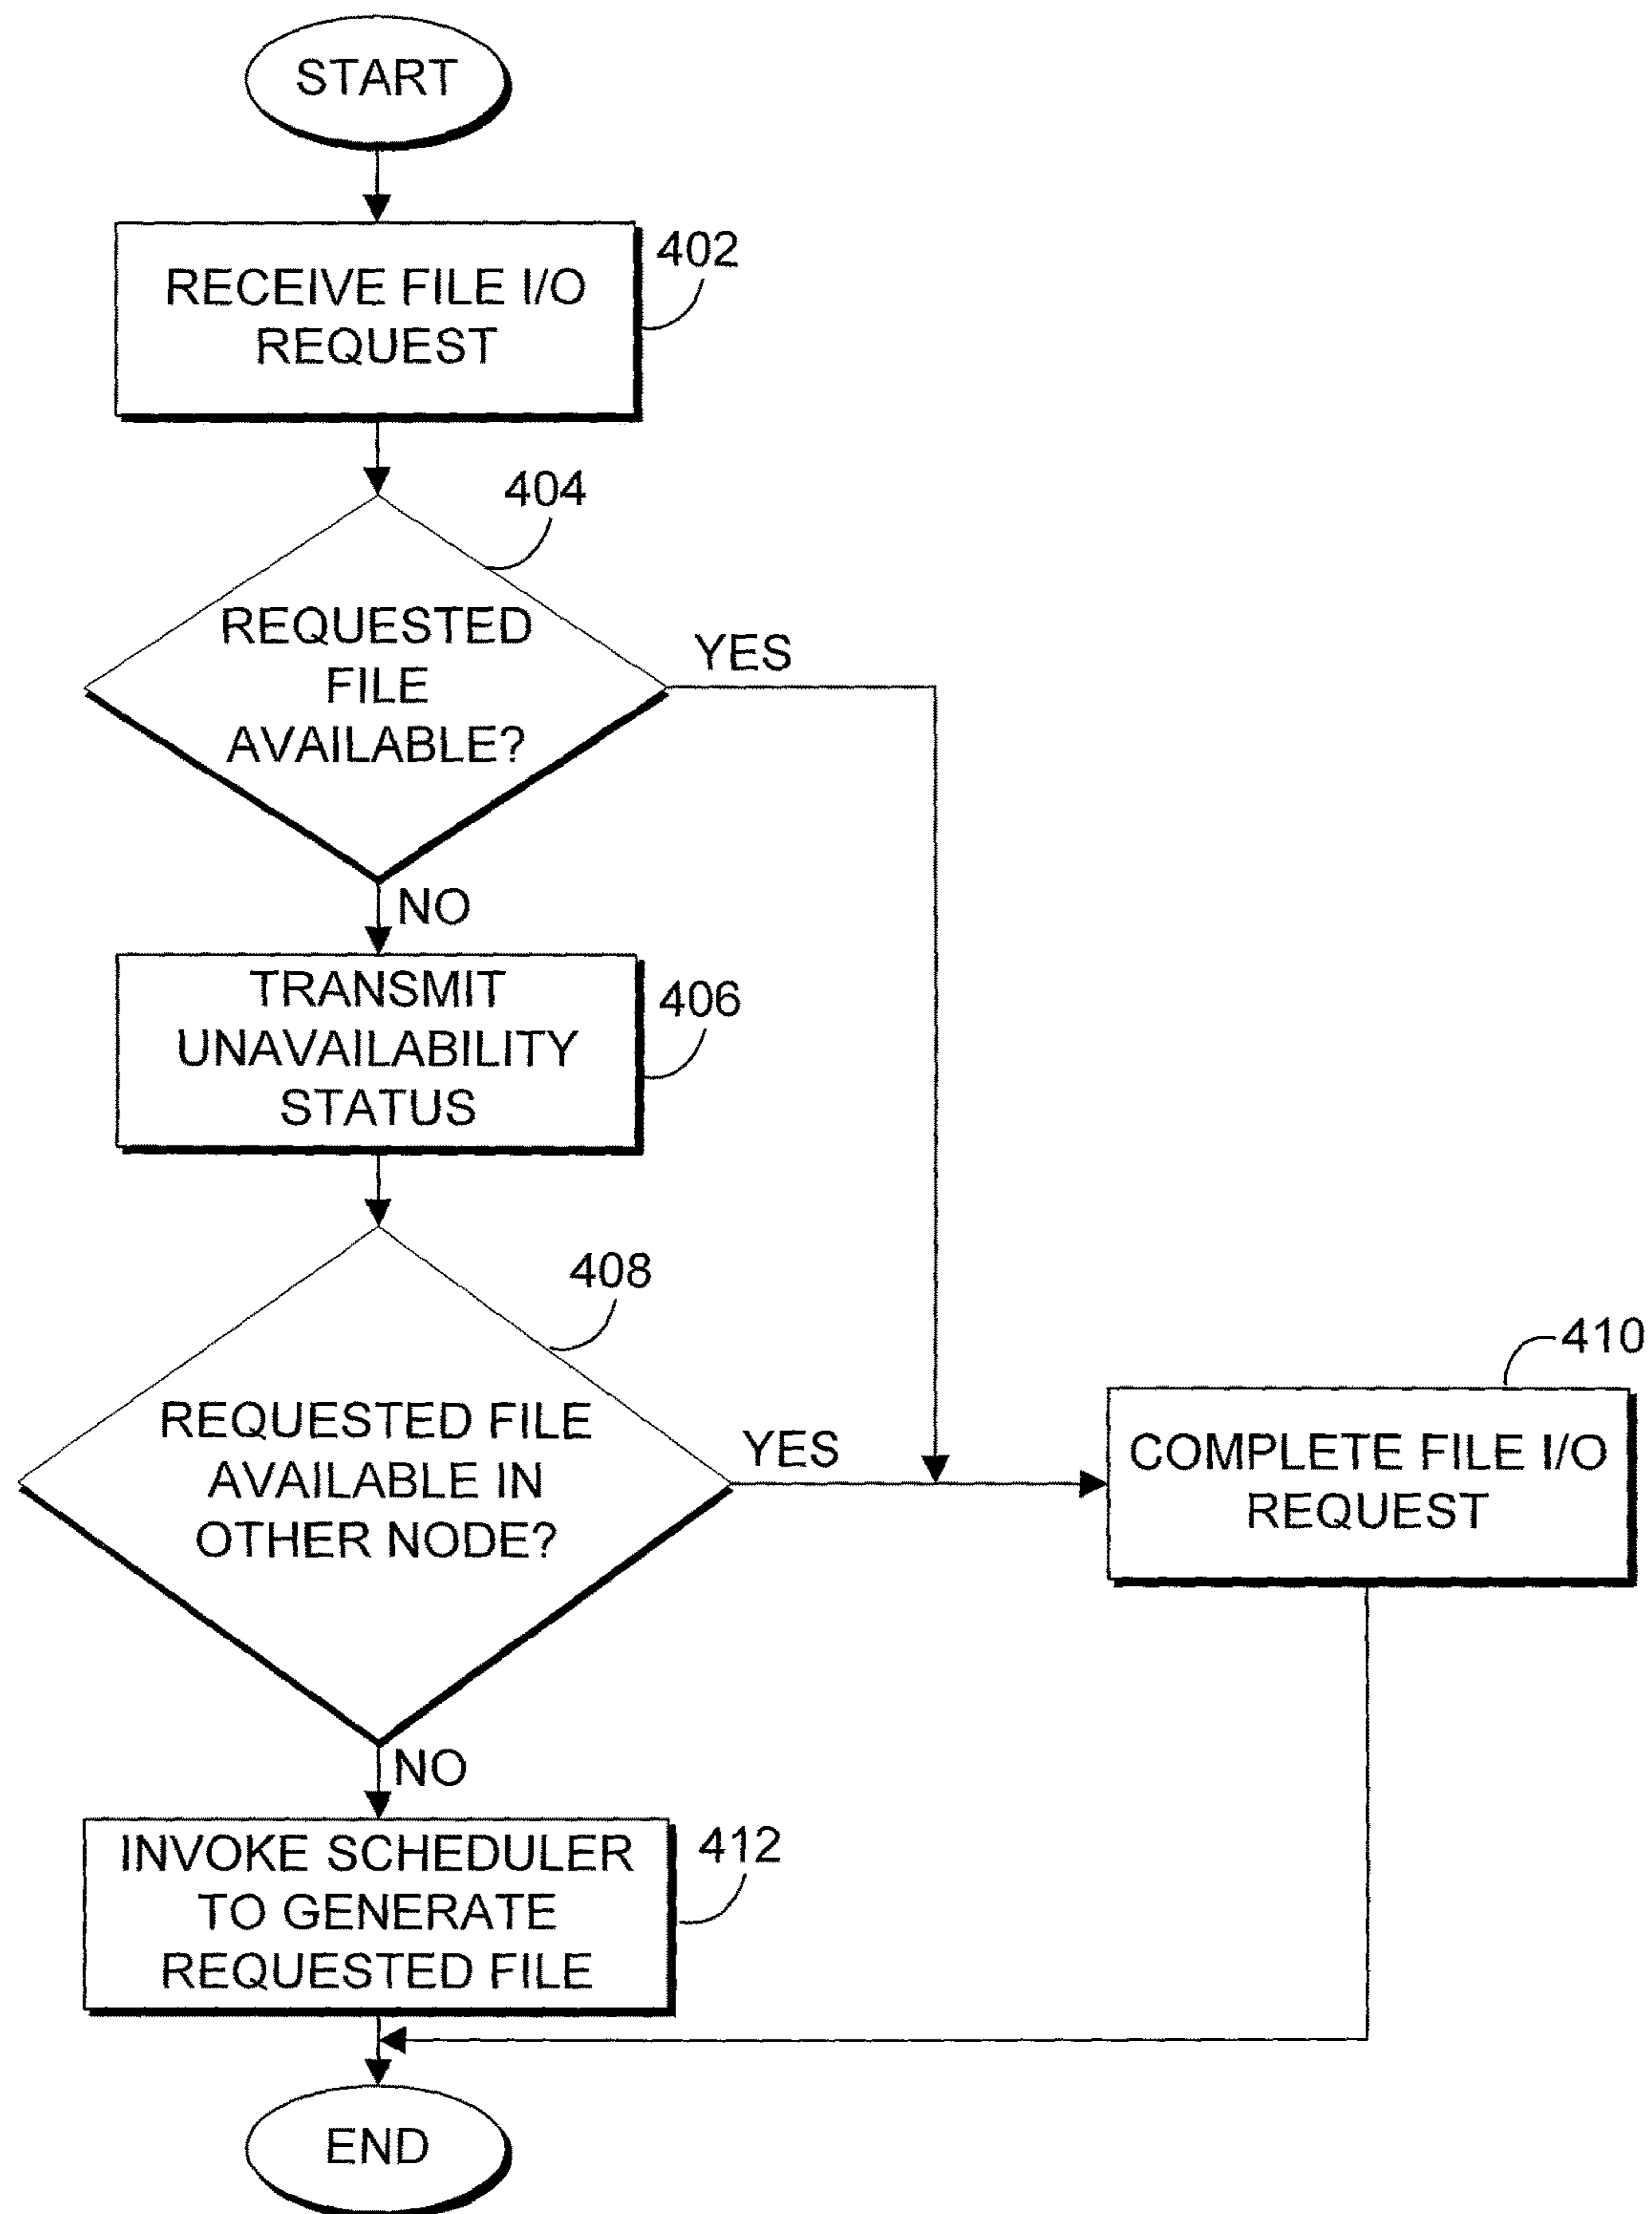 START
402
RECEIVE FILE I/O
REQUEST
404
REQUESTED
FILE
AVAILABLE?
YES
NO
TRANSMIT
UNAVAILABILITY
STATUS
406
408
REQUESTED FILE
AVAILABLE IN
OTHER NODE?
YES
410
COMPLETE FILE I/O
REQUEST
NO
INVOKE SCHEDULER
TO GENERATE
REQUESTED FILE
412
END